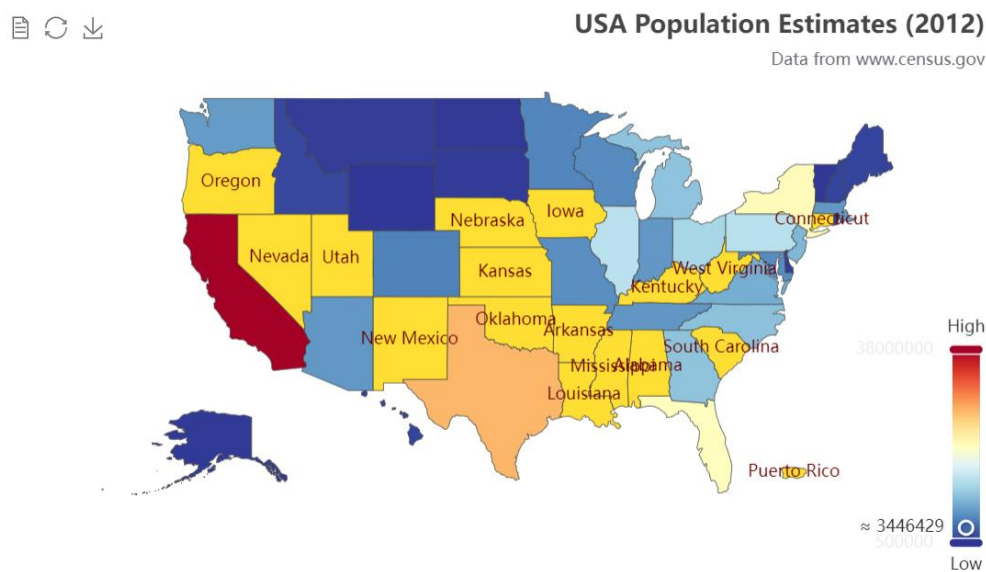 USA Population Estimates (2012)
Data from www.census.gov
Oregon
Connecticut
Nebraska
Iowa
Nevada
Utah
Kansas
West Virginia
Kentucky
Oklahoma
Arkansas
New Mexico
South Carolina
Mississippi
Alabama
Louisiana
Puerto Rico
High
38000000
≈ 3446429
500000
Low